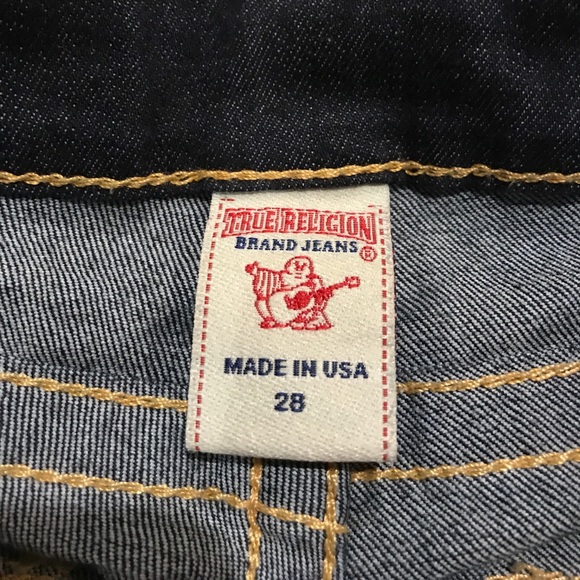 TRUE RELIGION
BRAND JEANS ®
MADE IN USA
28